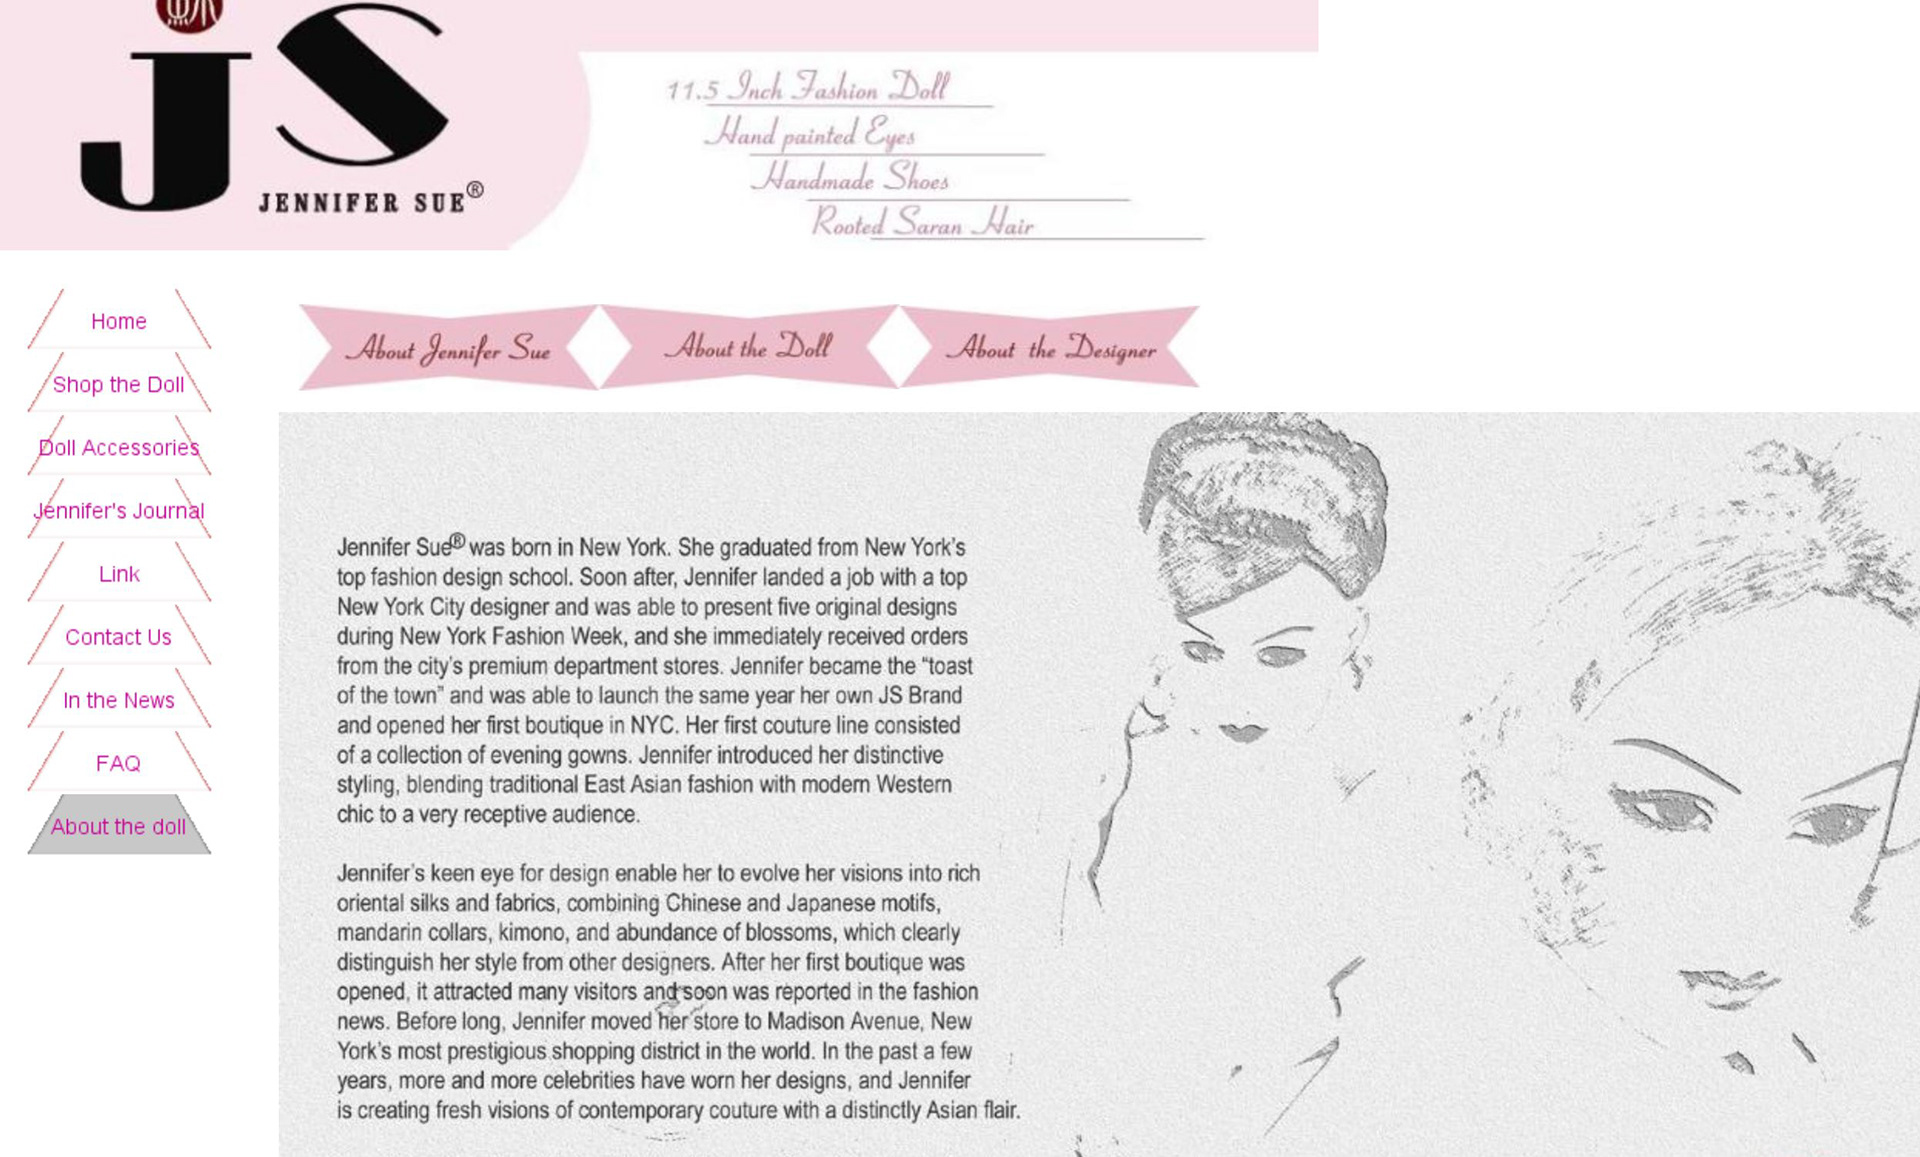 JS
JENNIFER SUE®
11.5 Inch Fashion Doll
Hand painted Eyes
Handmade Shoes
Rooted Saran Hair
Home
Shop the Doll
Doll Accessories
Jennifer's Journal
Link
Contact Us
In the News
FAQ
About the doll
About Jennifer Sue
About the Doll
About the Designer
Jennifer Sue® was born in New York. She graduated from New York's
top fashion design school. Soon after, Jennifer landed a job with a top
New York City designer and was able to present five original designs
during New York Fashion Week, and she immediately received orders
from the city's premium department stores. Jennifer became the “toast
of the town” and was able to launch the same year her own JS Brand
and opened her first boutique in NYC. Her first couture line consisted
of a collection of evening gowns. Jennifer introduced her distinctive
styling, blending traditional East Asian fashion with modern Western
chic to a very receptive audience.
Jennifer's keen eye for design enable her to evolve her visions into rich
oriental silks and fabrics, combining Chinese and Japanese motifs,
mandarin collars, kimono, and abundance of blossoms, which clearly
distinguish her style from other designers. After her first boutique was
opened, it attracted many visitors and soon was reported in the fashion
news. Before long, Jennifer moved her store to Madison Avenue, New
York's most prestigious shopping district in the world. In the past a few
years, more and more celebrities have worn her designs, and Jennifer
is creating fresh visions of contemporary couture with a distinctly Asian flair.